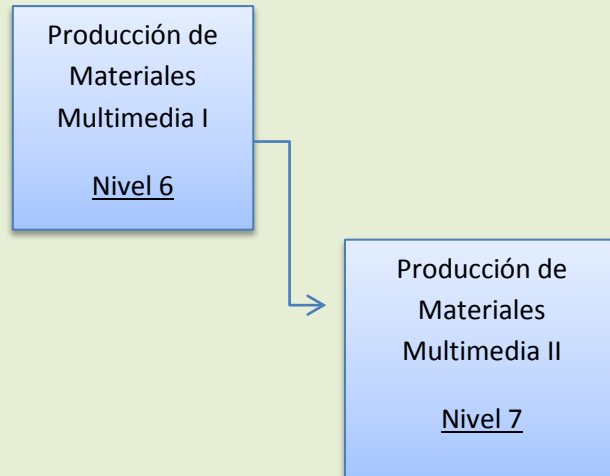 Producción de
Materiales
Multimedia I
Nivel 6
Producción de
Materiales
Multimedia II
Nivel 7